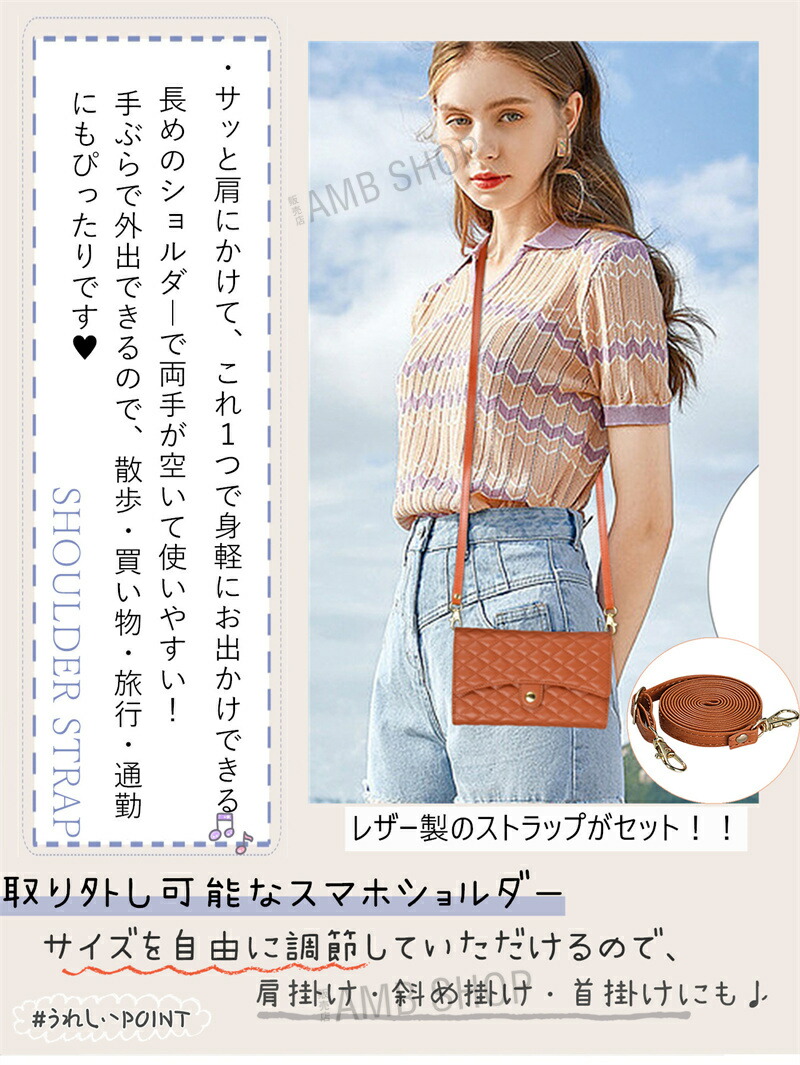 ・サッと肩にかけて、これ1つで身軽にお出かけできる
長めのショルダーで両手が空いて使いやすい！
手ぶらで外出できるので、散歩・買い物・旅行・通勤
にもぴったりです♥
SHOULDER STRAP
販売店 AMB SHOP
レザー製のストラップがセット！！
取り外し可能なスマホショルダー
サイズを自由に調節していただけるので、
肩掛け・斜め掛け・首掛けにも♪
販売店 AMB SHOP
#うれしいPOINT